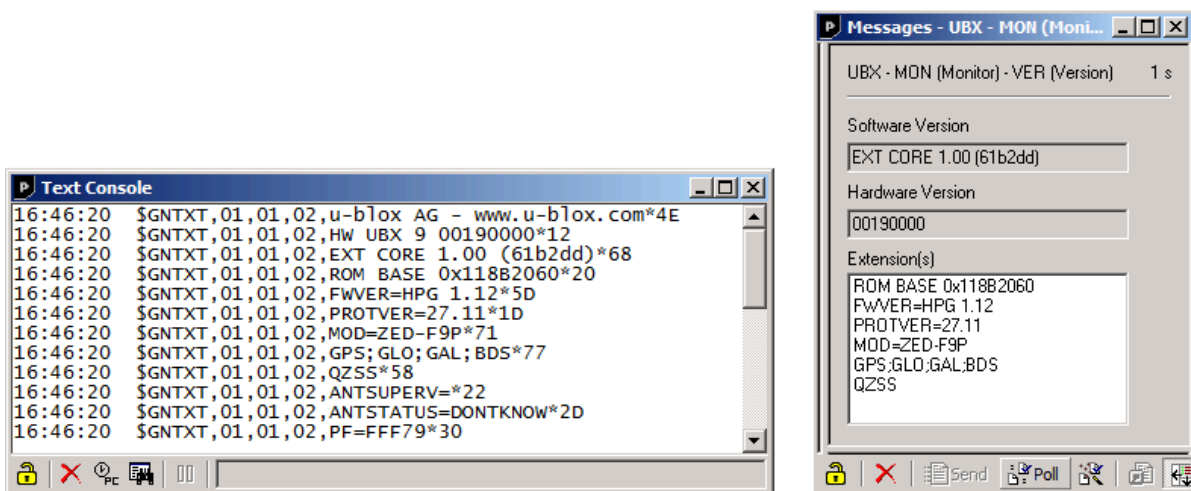 Text Console
16:46:20 $GNTXT,01,01,02,u-blox AG - www.u-blox.com*4E
16:46:20 $GNTXT,01,01,02,HW UBX 9 00190000*12
16:46:20 $GNTXT,01,01,02,EXT CORE 1.00 (61b2dd)*68
16:46:20 $GNTXT,01,01,02,ROM BASE 0x118B2060*20
16:46:20 $GNTXT,01,01,02,FWVER=HPG 1.12*5D
16:46:20 $GNTXT,01,01,02,PROTVER=27.11*1D
16:46:20 $GNTXT,01,01,02,MOD=ZED-F9P*71
16:46:20 $GNTXT,01,01,02,GPS;GLO;GAL;BDS*77
16:46:20 $GNTXT,01,01,02,QZSS*58
16:46:20 $GNTXT,01,01,02,ANTSUPERV=*22
16:46:20 $GNTXT,01,01,02,ANTSTATUS=DONTKNOW*2D
16:46:20 $GNTXT,01,01,02,PF=FFF79*30
PC
Messages - UBX - MON (Moni...
UBX - MON (Monitor) - VER (Version) 1 s
Software Version
EXT CORE 1.00 (61b2dd)
Hardware Version
00190000
Extension(s)
ROM BASE 0x118B2060
FWVER=HPG 1.12
PROTVER=27.11
MOD=ZED-F9P
GPS;GLO;GAL;BDS
QZSS
Send Poll